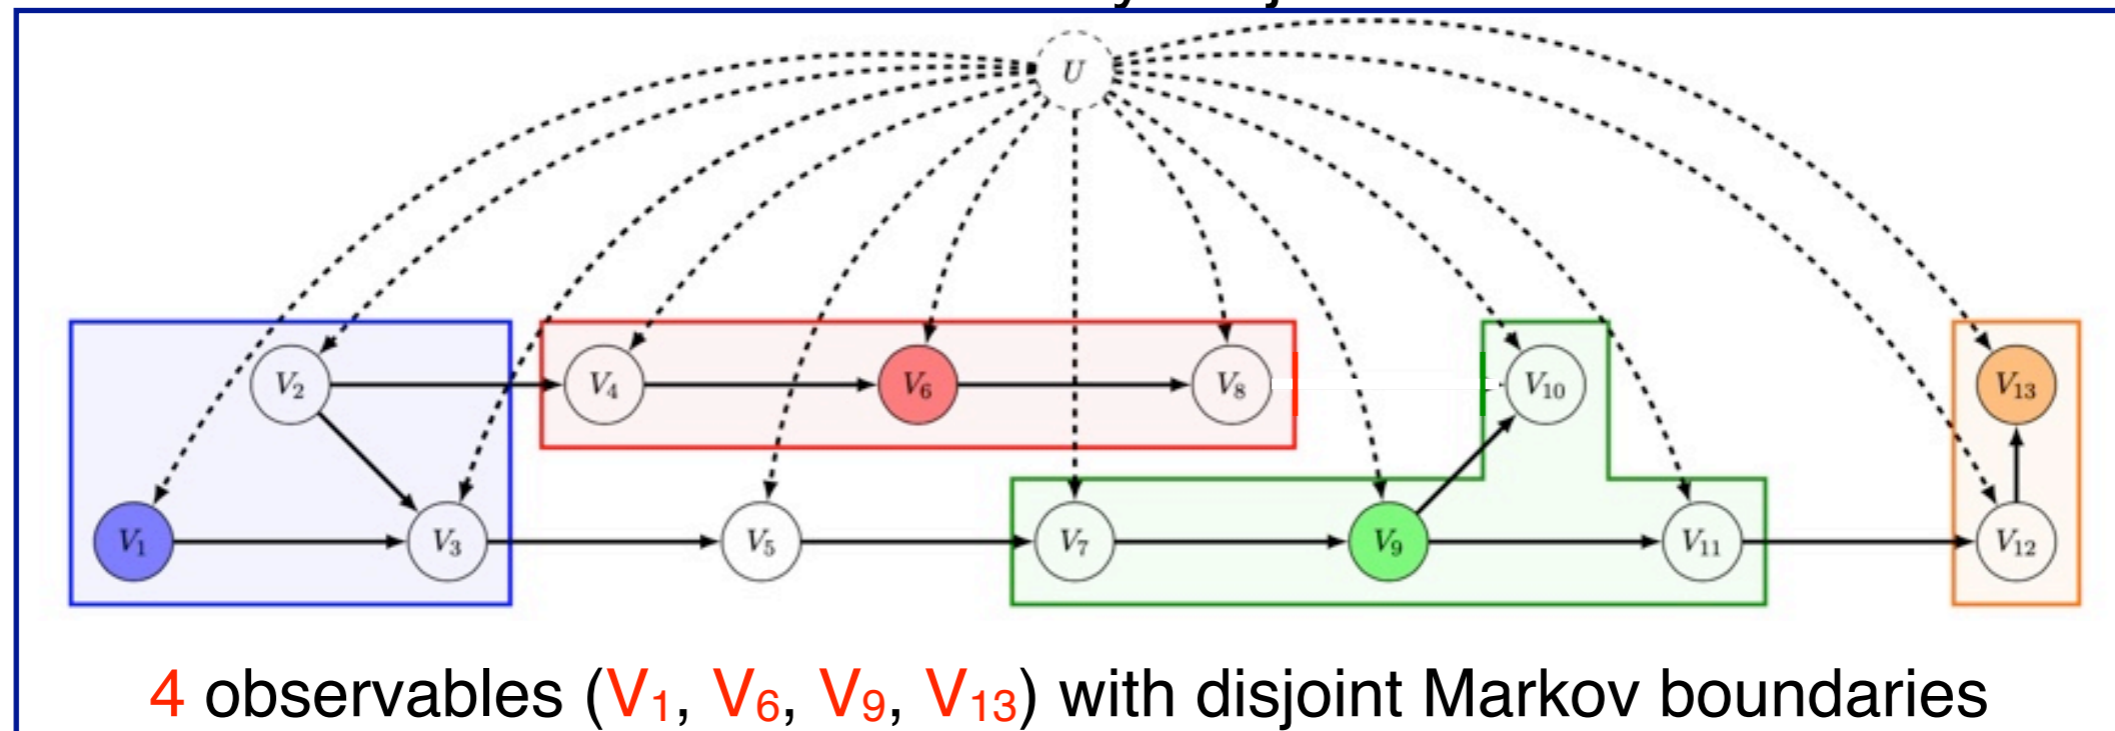 U
V₂
V₄
V₆
V₈
V₁₀
V₁₃
V₁
V₃
V₅
V₇
V₉
V₁₁
V₁₂
4 observables (V₁, V₆, V₉, V₁₃) with disjoint Markov boundaries